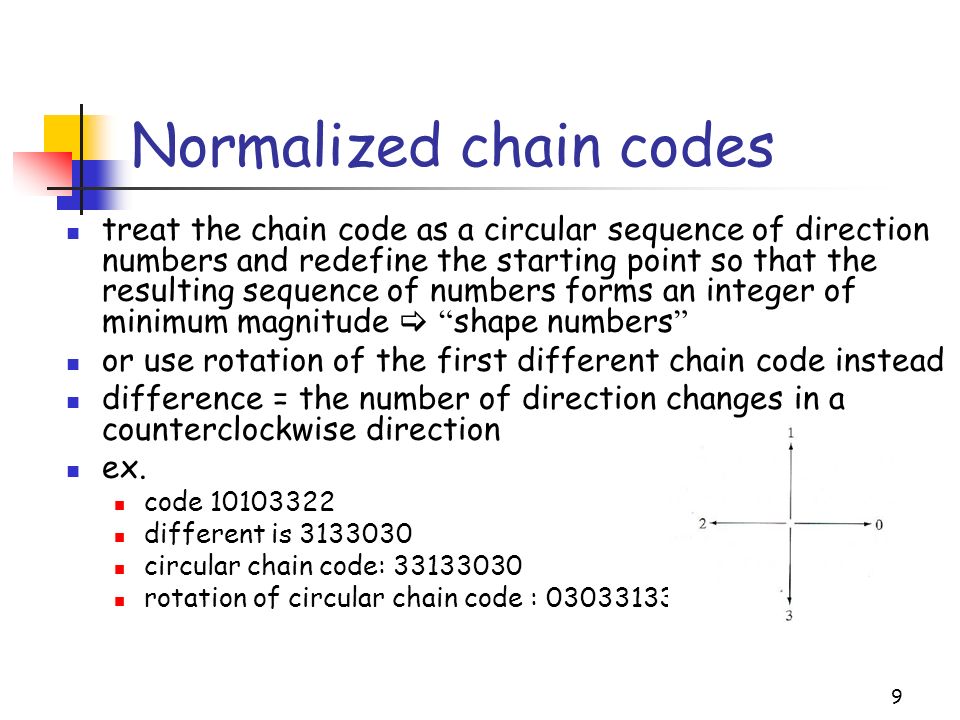 Normalized chain codes
treat the chain code as a circular sequence of direction
numbers and redefine the starting point so that the
resulting sequence of numbers forms an integer of
minimum magnitude ⇨ “shape numbers”
or use rotation of the first different chain code instead
difference = the number of direction changes in a
counterclockwise direction
ex.
code 10103322
different is 3133030
circular chain code: 33133030
rotation of circular chain code : 03033133
1
2
0
3
9